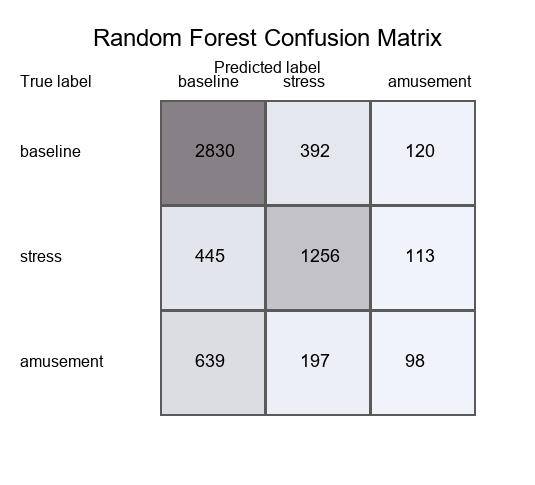 Random Forest Confusion Matrix
Predicted label
True label baseline stress amusement
baseline 2830 392 120
stress 445 1256 113
amusement 639 197 98